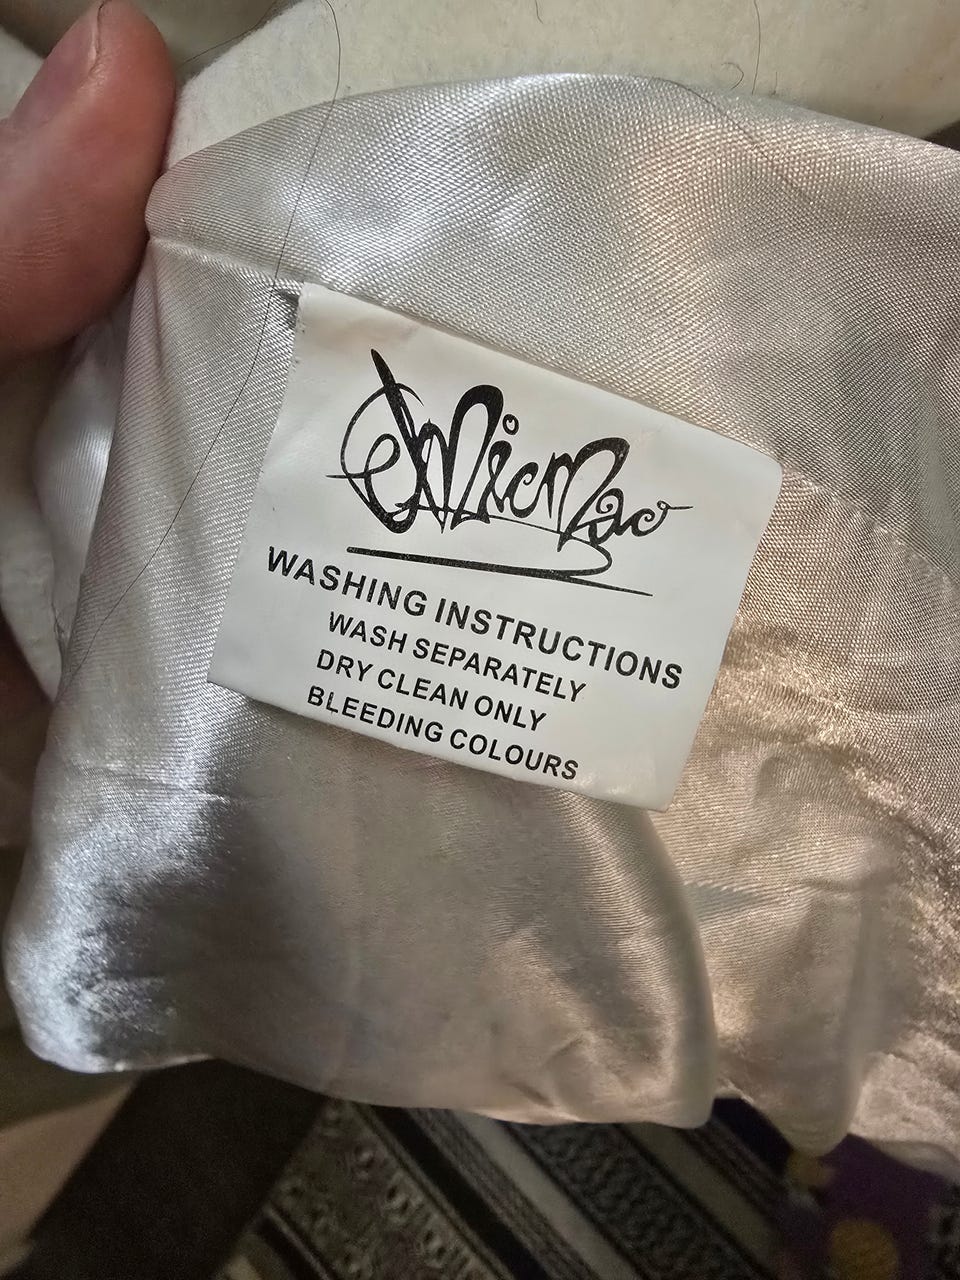 WASHING INSTRUCTIONS
WASH SEPARATELY
DRY CLEAN ONLY
BLEEDING COLOURS